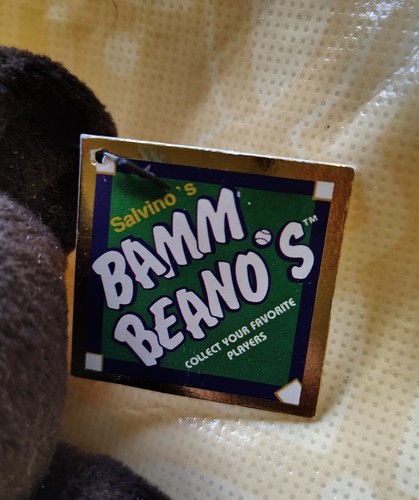 Salvino's
BAMM
BEANO'S™
COLLECT YOUR FAVORITE
PLAYERS